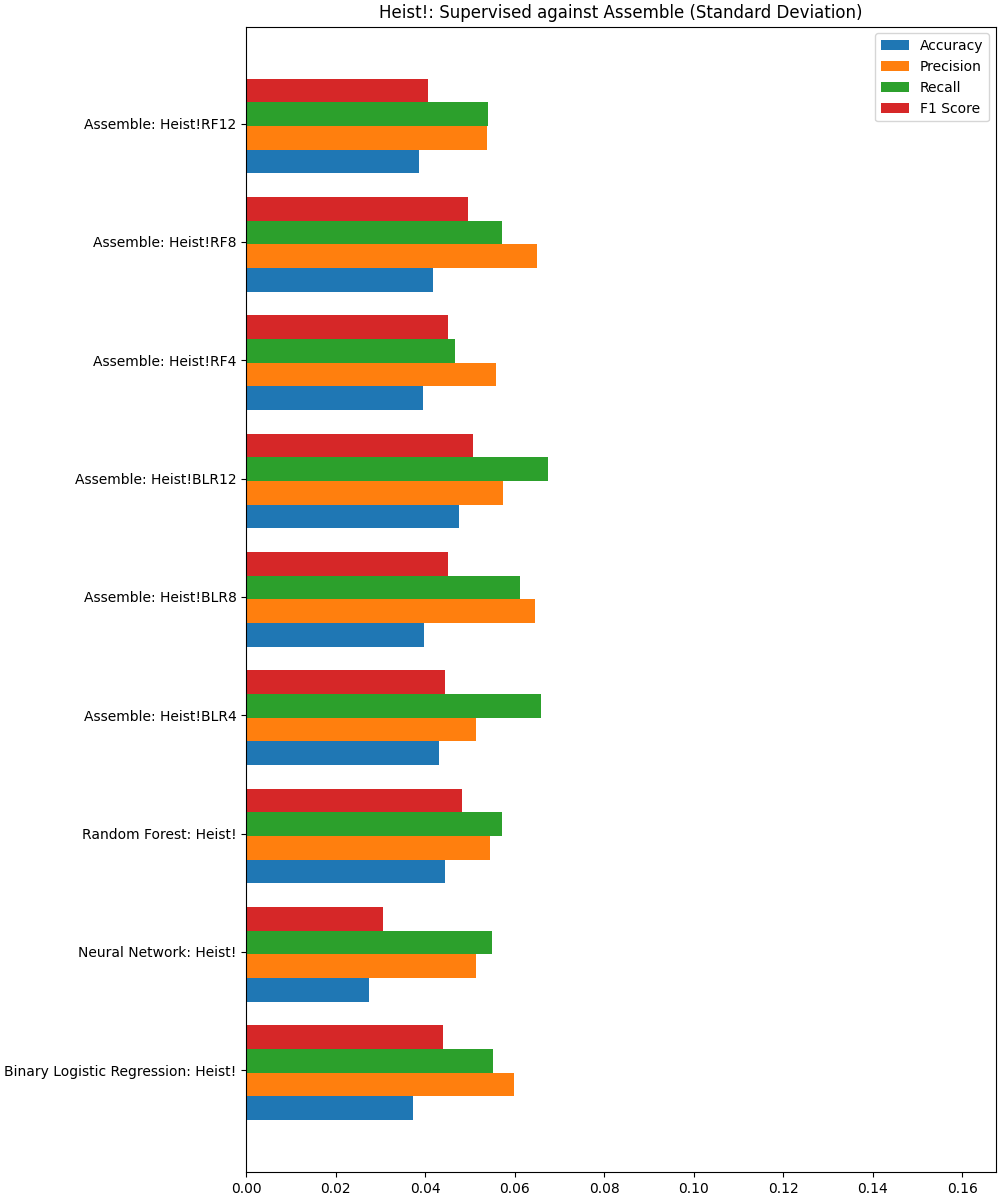 Heist!: Supervised against Assemble (Standard Deviation)
Accuracy
Precision
Recall
F1 Score
Assemble: Heist!RF12
Assemble: Heist!RF8
Assemble: Heist!RF4
Assemble: Heist!BLR12
Assemble: Heist!BLR8
Assemble: Heist!BLR4
Random Forest: Heist!
Neural Network: Heist!
Binary Logistic Regression: Heist!
0.00 0.02 0.04 0.06 0.08 0.10 0.12 0.14 0.16